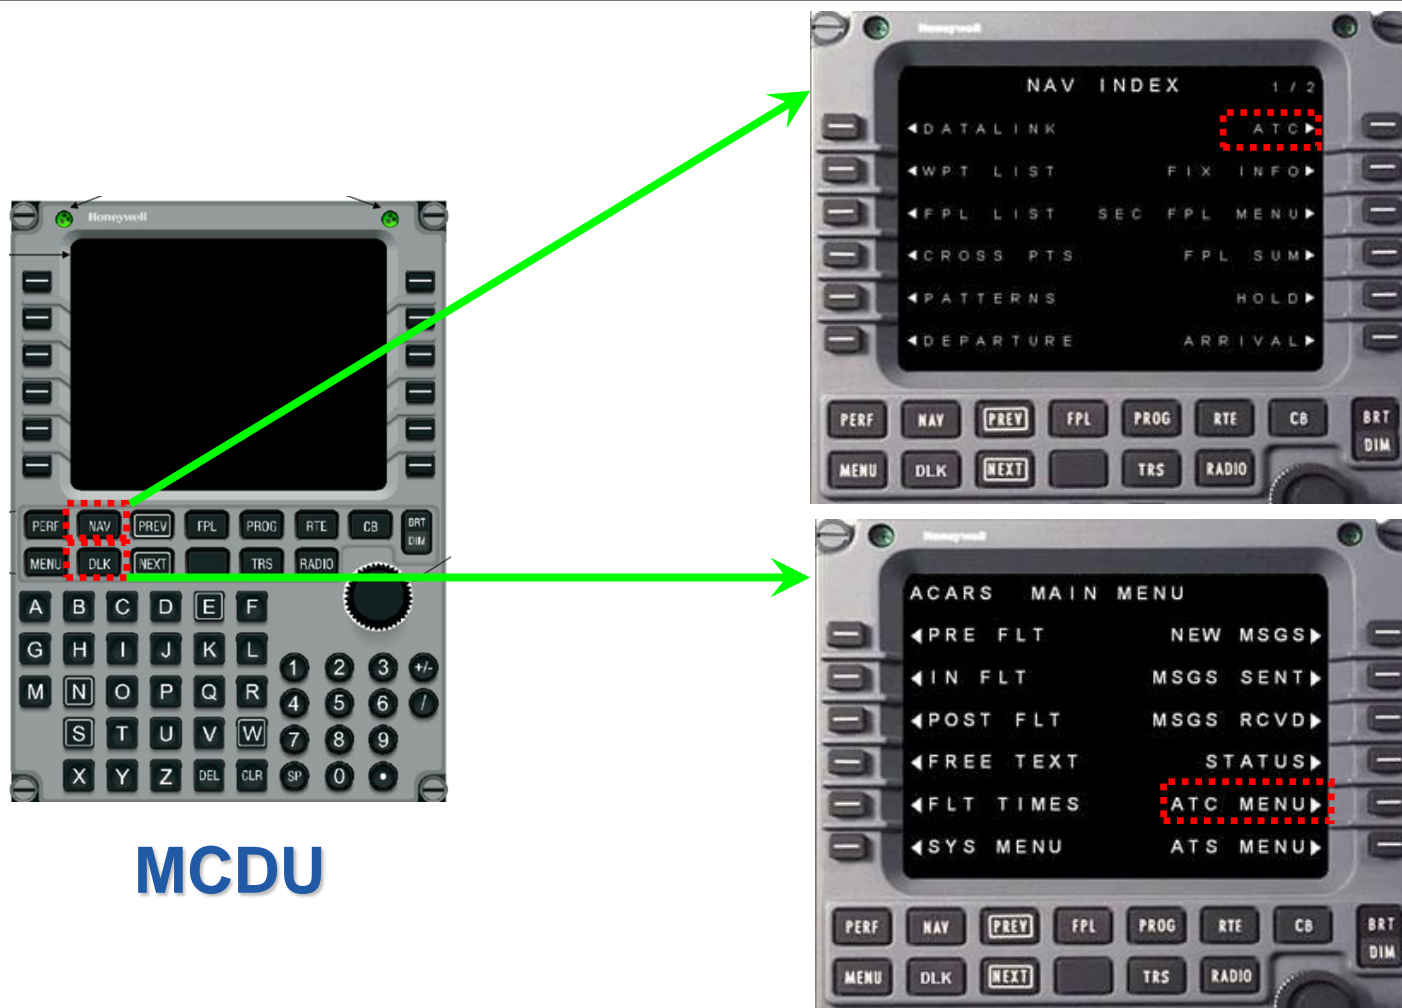 Honeywell
PERF NAV PREV FPL PROG RTE CB BRT
DIM
MENU DLK NEXT TRS RADIO
A B C D E F
G H I J K L
M N O P Q R
S T U V W
X Y Z DEL CLR SP 0 •
1 2 3 +/-
4 5 6 /
7 8 9
MCDU
Honeywell
NAV INDEX 1 / 2
DATALINK ATC
WPT LIST FIX INFO
FPL LIST SEC FPL MENU
CROSS PTS FPL SUM
PATTERNS HOLD
DEPARTURE ARRIVAL
PERF NAV PREV FPL PROG RTE CB BRT
DIM
MENU DLK NEXT TRS RADIO
Honeywell
ACARS MAIN MENU
PRE FLT NEW MSGS
IN FLT MSGS SENT
POST FLT MSGS RCVD
FREE TEXT STATUS
FLT TIMES ATC MENU
SYS MENU ATS MENU
PERF NAV PREV FPL PROG RTE CB BRT
DIM
MENU DLK NEXT TRS RADIO